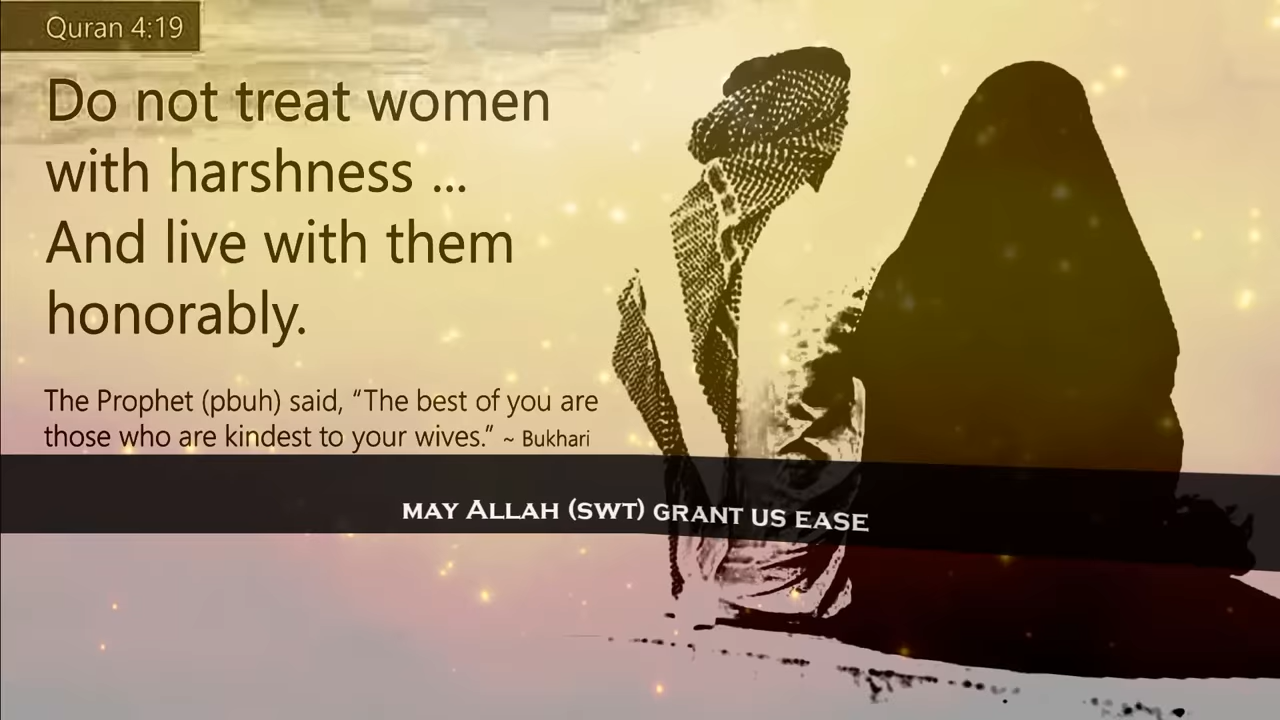 Quran 4:19
Do not treat women
with harshness ...
And live with them
honorably.
The Prophet (pbuh) said, “The best of you are
those who are kindest to your wives.” ~ Bukhari
MAY ALLAH (SWT) GRANT US EASE